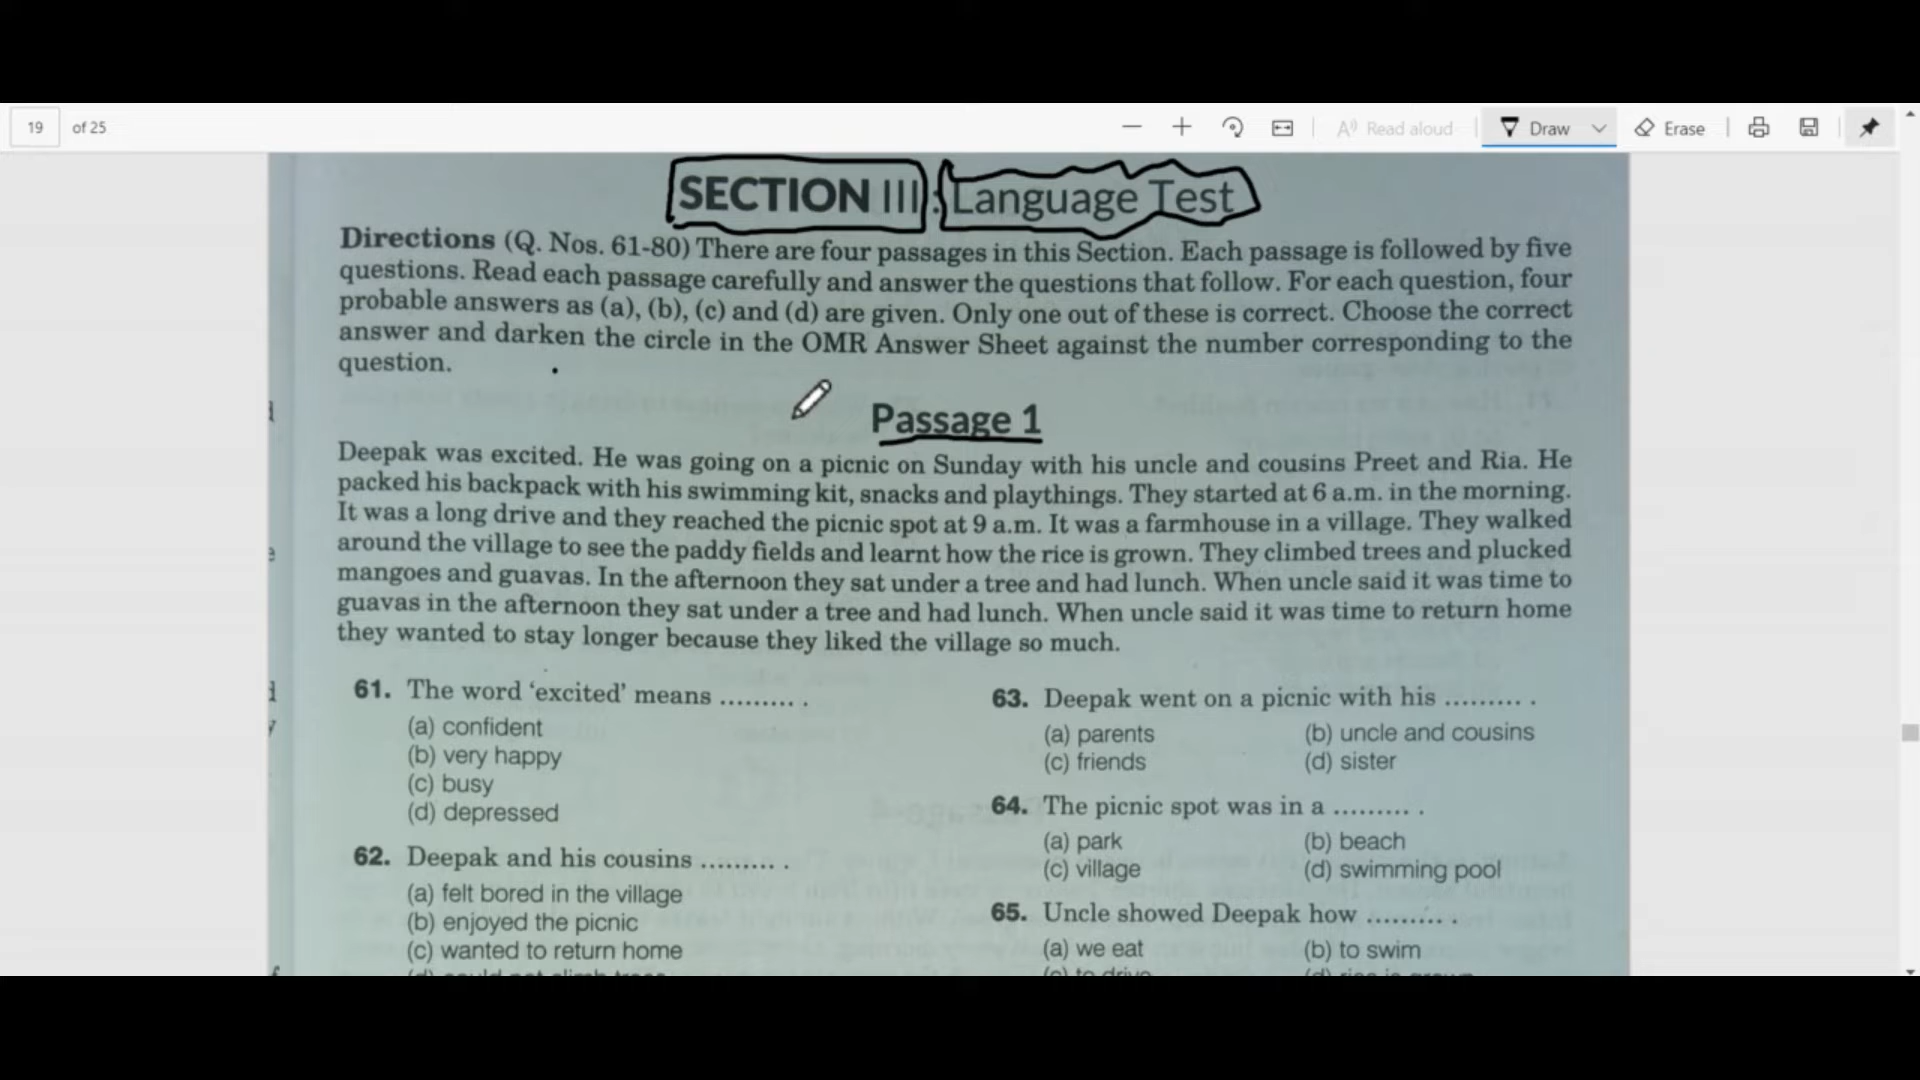 19 of 25
Read aloud
Draw
Erase
SECTION III : Language Test
Directions (Q. Nos. 61-80) There are four passages in this Section. Each passage is followed by five
questions. Read each passage carefully and answer the questions that follow. For each question, four
probable answers as (a), (b), (c) and (d) are given. Only one out of these is correct. Choose the correct
answer and darken the circle in the OMR Answer Sheet against the number corresponding to the
question.
Passage 1
Deepak was excited. He was going on a picnic on Sunday with his uncle and cousins Preet and Ria. He
packed his backpack with his swimming kit, snacks and playthings. They started at 6 a.m. in the morning.
It was a long drive and they reached the picnic spot at 9 a.m. It was a farmhouse in a village. They walked
around the village to see the paddy fields and learnt how the rice is grown. They climbed trees and plucked
mangoes and guavas. In the afternoon they sat under a tree and had lunch. When uncle said it was time to
guavas in the afternoon they sat under a tree and had lunch. When uncle said it was time to return home
they wanted to stay longer because they liked the village so much.
61. The word ‘excited’ means ......... .
(a) confident
(b) very happy
(c) busy
(d) depressed
62. Deepak and his cousins ......... .
(a) felt bored in the village
(b) enjoyed the picnic
(c) wanted to return home
(d) could not climb trees
63. Deepak went on a picnic with his ......... .
(a) parents (b) uncle and cousins
(c) friends (d) sister
64. The picnic spot was in a ......... .
(a) park (b) beach
(c) village (d) swimming pool
65. Uncle showed Deepak how ......... .
(a) we eat (b) to swim
(c) to drive (d) rice is grown